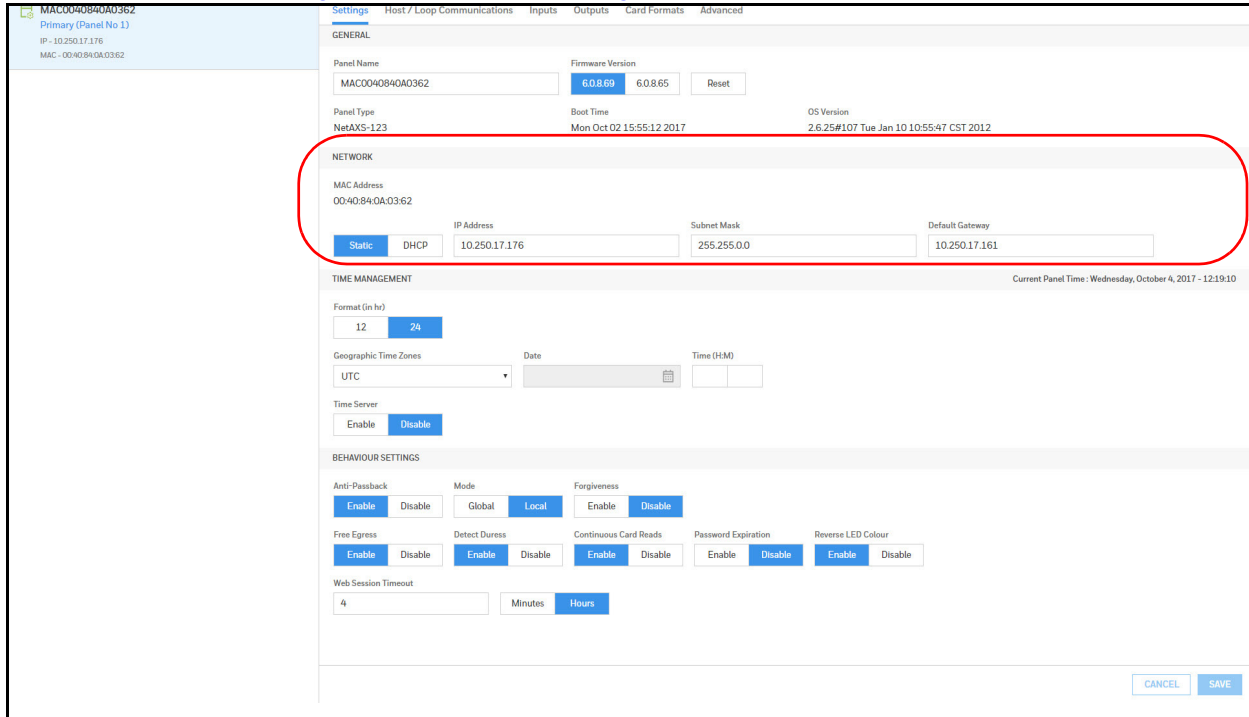 MAC0040840A0362
Primary (Panel No 1)
IP - 10.250.17.176
MAC - 00:40:84:0A:03:62
Settings Host / Loop Communications Inputs Outputs Card Formats Advanced
GENERAL
Panel Name Firmware Version
MAC0040840A0362 6.0.8.69 6.0.8.65 Reset
Panel Type Boot Time OS Version
NetAXS-123 Mon Oct 02 15:55:12 2017 2.6.25#107 Tue Jan 10 10:55:47 CST 2012
NETWORK
MAC Address
00:40:84:0A:03:62
IP Address Subnet Mask Default Gateway
Static DHCP 10.250.17.176 255.255.0.0 10.250.17.161
TIME MANAGEMENT Current Panel Time : Wednesday, October 4, 2017 - 12:19:10
Format (in hr)
12 24
Geographic Time Zones Date Time (H:M)
UTC
Time Server
Enable Disable
BEHAVIOUR SETTINGS
Anti-Passback Mode Forgiveness
Enable Disable Global Local Enable Disable
Free Egress Detect Duress Continuous Card Reads Password Expiration Reverse LED Colour
Enable Disable Enable Disable Enable Disable Enable Disable Enable Disable
Web Session Timeout
4 Minutes Hours
CANCEL SAVE